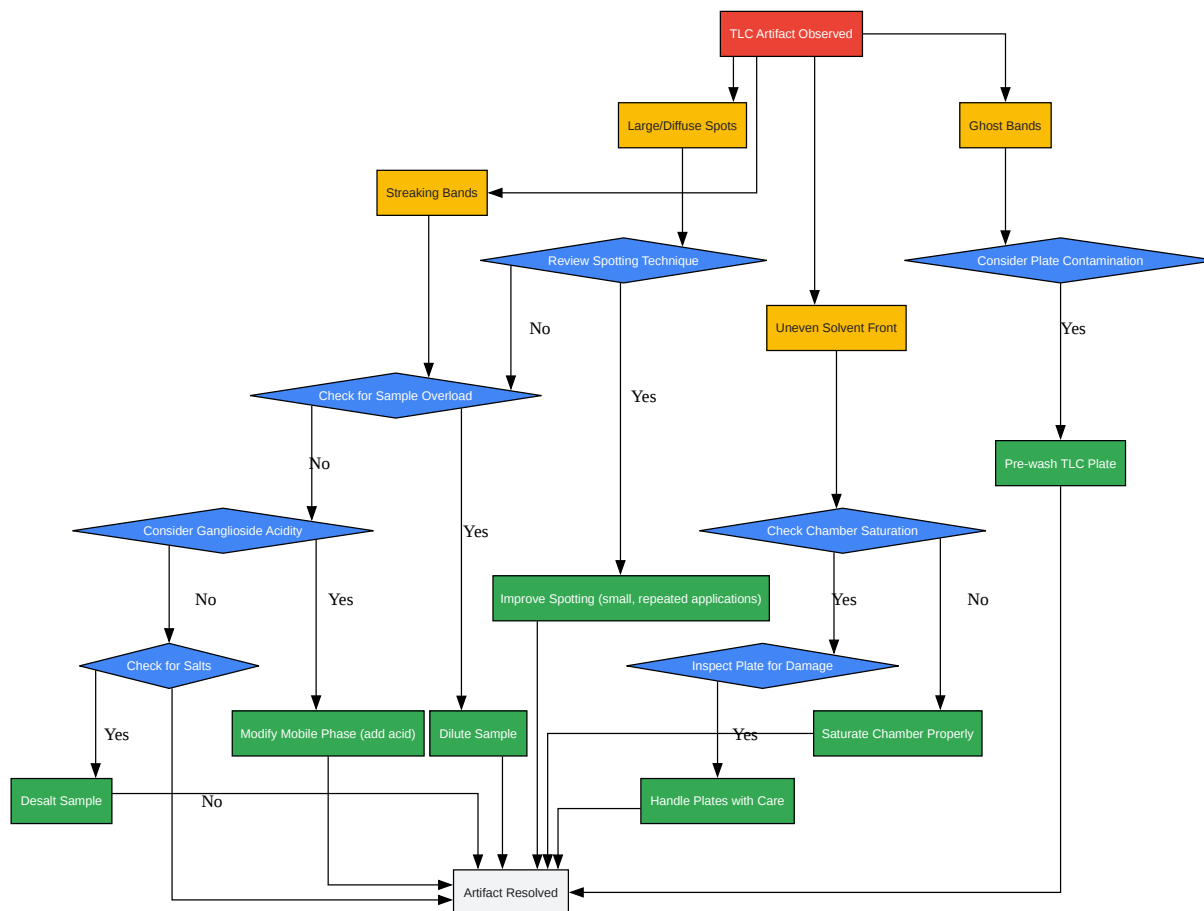 TLC Artifact Observed
Large/Diffuse Spots
Ghost Bands
Streaking Bands
Review Spotting Technique
Consider Plate Contamination
No
Uneven Solvent Front
Yes
Check for Sample Overload
Yes
No
Pre-wash TLC Plate
Consider Ganglioside Acidity
Yes
Check Chamber Saturation
No
Yes
Improve Spotting (small, repeated applications)
Yes
No
Check for Salts
Inspect Plate for Damage
Yes
Modify Mobile Phase (add acid)
Dilute Sample
Yes
Saturate Chamber Properly
Desalt Sample
No
Handle Plates with Care
Artifact Resolved